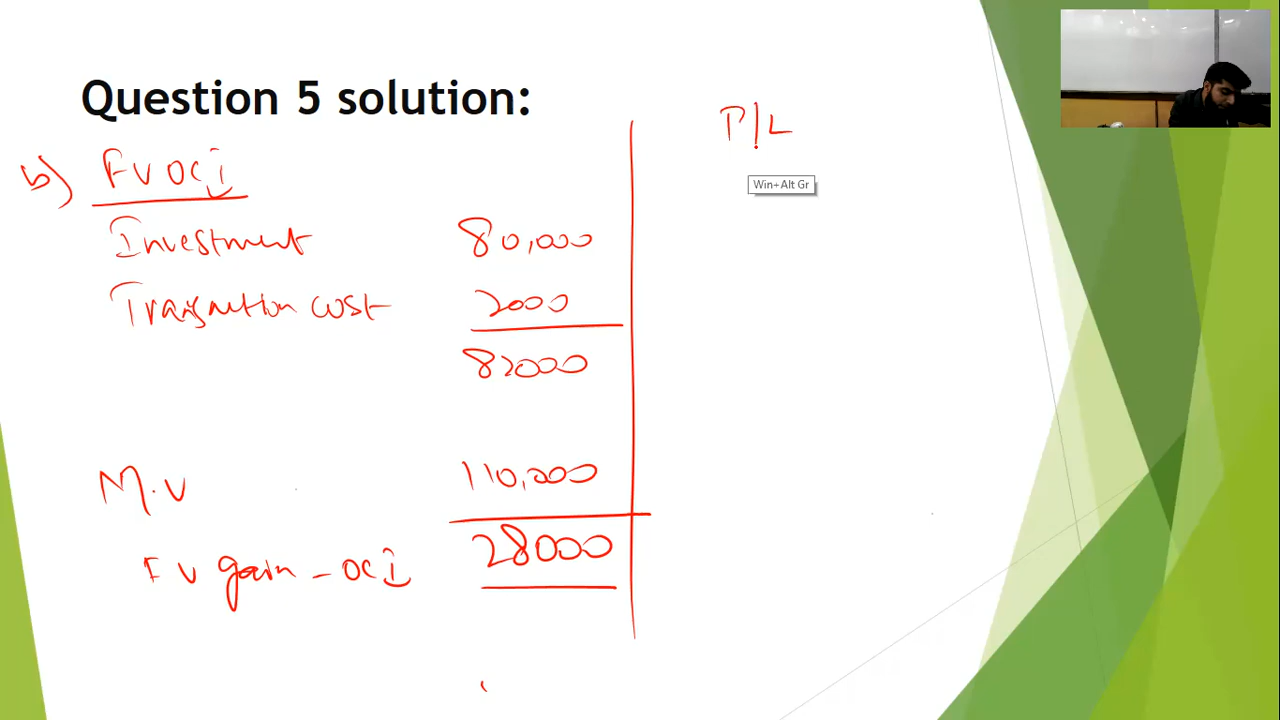 Question 5 solution:
b) FVOCI
Investment 80,000
Transaction cost 2000
82000
M.V 110,000
FV gain - OCI 28000
P/L
Win+Alt Gr